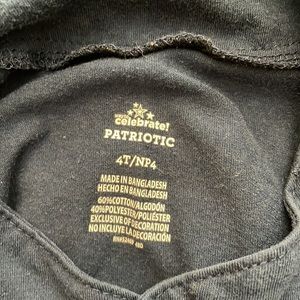 celebrate!
PATRIOTIC
4T/NP4
MADE IN BANGLADESH
HECHO EN BANGLADESH
60%COTTON/ALGODÓN
40%POLYESTER/POLIÉSTER
EXCLUSIVE OF DECORATION
NO INCLUYE LA DECORACIÓN